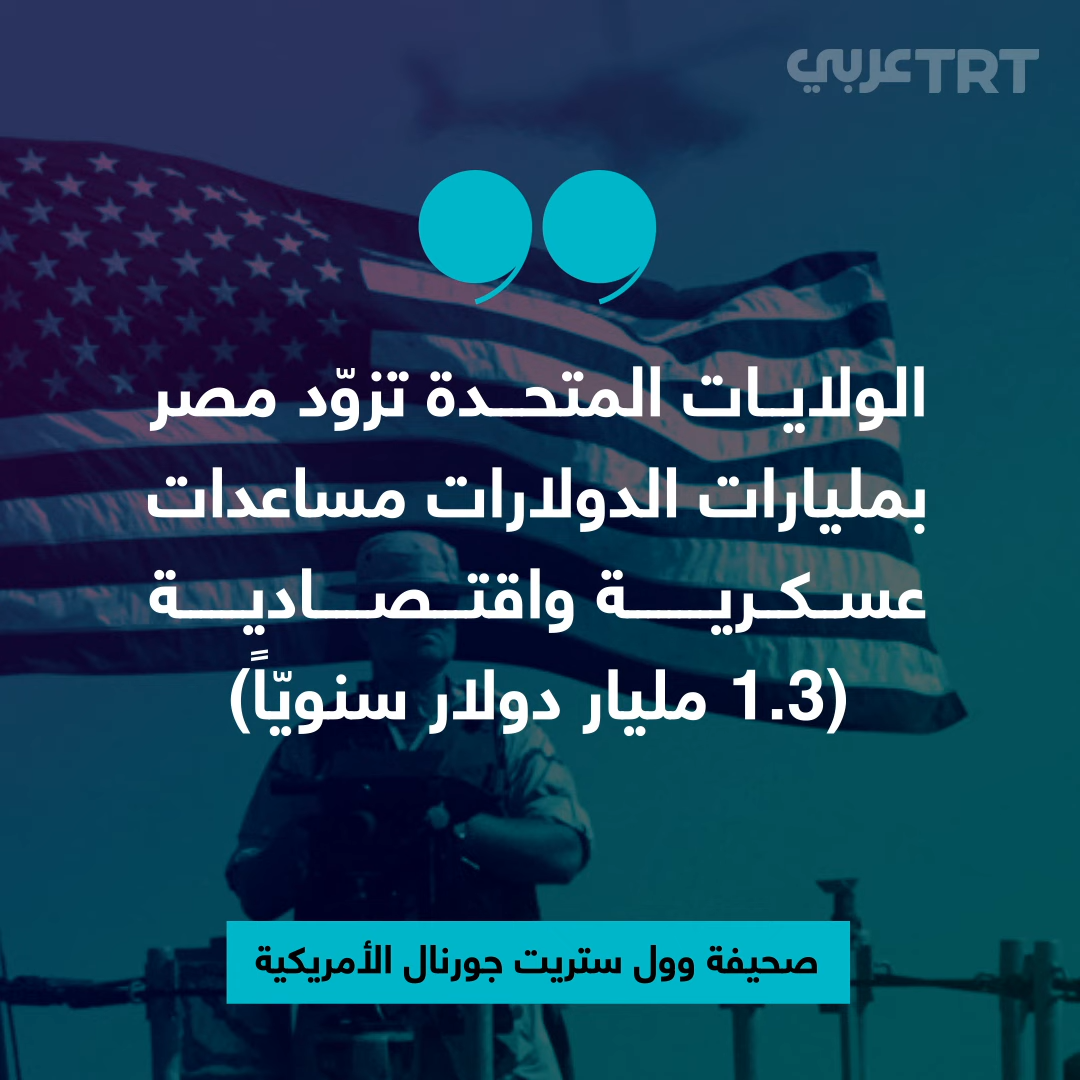 TRT عربي
الولايات المتحدة تزوّد مصر
بمليارات الدولارات مساعدات
عسكرية واقتصادية
(1.3 مليار دولار سنويّاً)
صحيفة وول ستريت جورنال الأمريكية